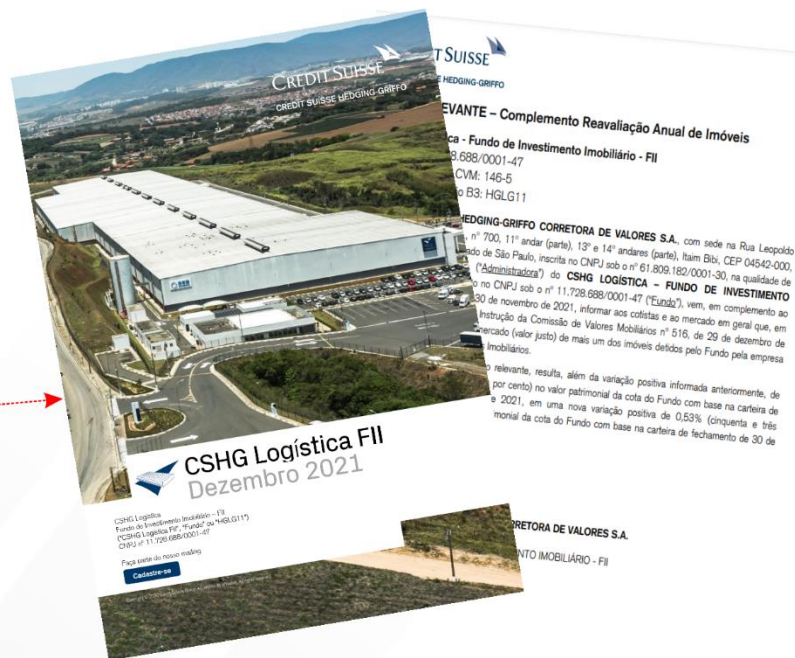 CREDIT SUISSE
CREDIT SUISSE HEDGING-GRIFFO
CSHG Logística FII
Dezembro 2021
CSHG Logística
Fundo de Investimento Imobiliário – FII
("CSHG Logística FII", "Fundo" ou "HGLG11")
CNPJ nº 11.728.688/0001-47
Faça parte do nosso mailing
Cadastre-se
T SUISSE
SE HEDGING-GRIFFO
EVANTE – Complemento Reavaliação Anual de Imóveis
ica - Fundo de Investimento Imobiliário - FII
28.688/0001-47
CVM: 146-5
o B3: HGLG11
HEDGING-GRIFFO CORRETORA DE VALORES S.A., com sede na Rua Leopoldo
, nº 700, 11º andar (parte), 13º e 14º andares (parte), Itaim Bibi, CEP 04542-000,
ado de São Paulo, inscrita no CNPJ sob o nº 61.809.182/0001-30, na qualidade de
("Administradora") do CSHG LOGÍSTICA – FUNDO DE INVESTIMENTO
o no CNPJ sob o nº 11.728.688/0001-47 ("Fundo"), vem, em complemento ao
30 de novembro de 2021, informar aos cotistas e ao mercado em geral que, em
Instrução da Comissão de Valores Mobiliários nº 516, de 29 de dezembro de
mercado (valor justo) de mais um dos imóveis detidos pelo Fundo pela empresa
s Imobiliários.
o relevante, resulta, além da variação positiva informada anteriormente, de
por cento) no valor patrimonial da cota do Fundo com base na carteira de
e 2021, em uma nova variação positiva de 0,53% (cinquenta e três
monial da cota do Fundo com base na carteira de fechamento de 30 de
RRETORA DE VALORES S.A.
NTO IMOBILIÁRIO - FII